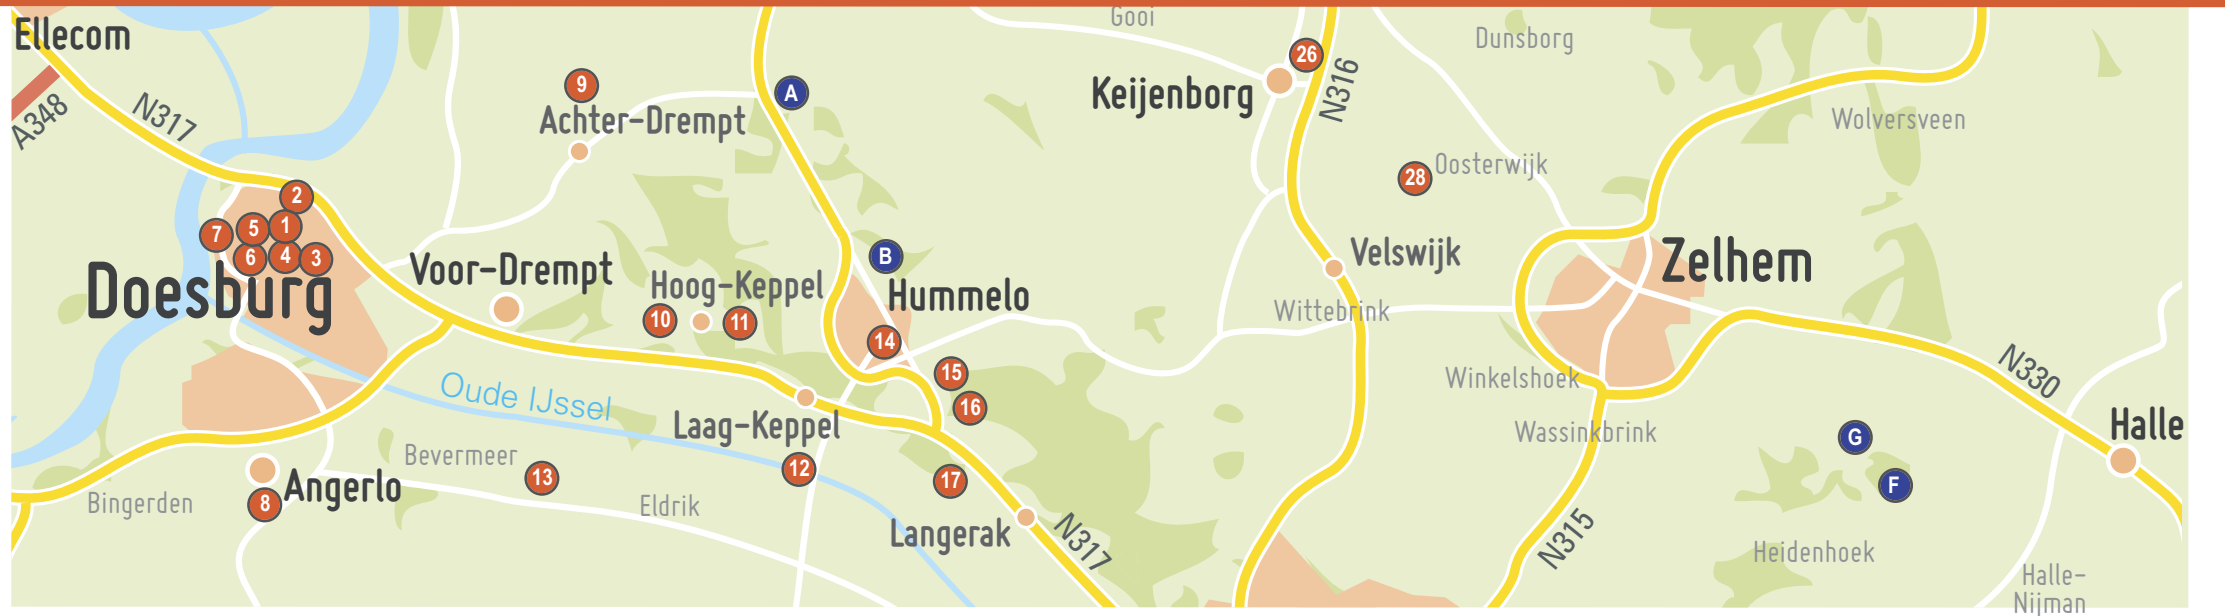 Gooi
Ellecom
Dunsborg
26
9
A
N316
Keijenborg
A348
N317
Achter-Drempt
Wolversveen
Oosterwijk
28
2
5
1
7
6
4
3
Doesburg
Voor-Drempt
B
Velswijk
Zelhem
Hoog-Keppel
Hummelo
10
11
Wittebrink
14
15
16
Oude IJssel
Winkelshoek
N330
Laag-Keppel
Wassinkbrink
Halle
G
Bevermeer
13
12
17
F
Angerlo
8
Bingerden
Eldrik
Langerak
N317
N315
Heidenhoek
Halle-
Nijman